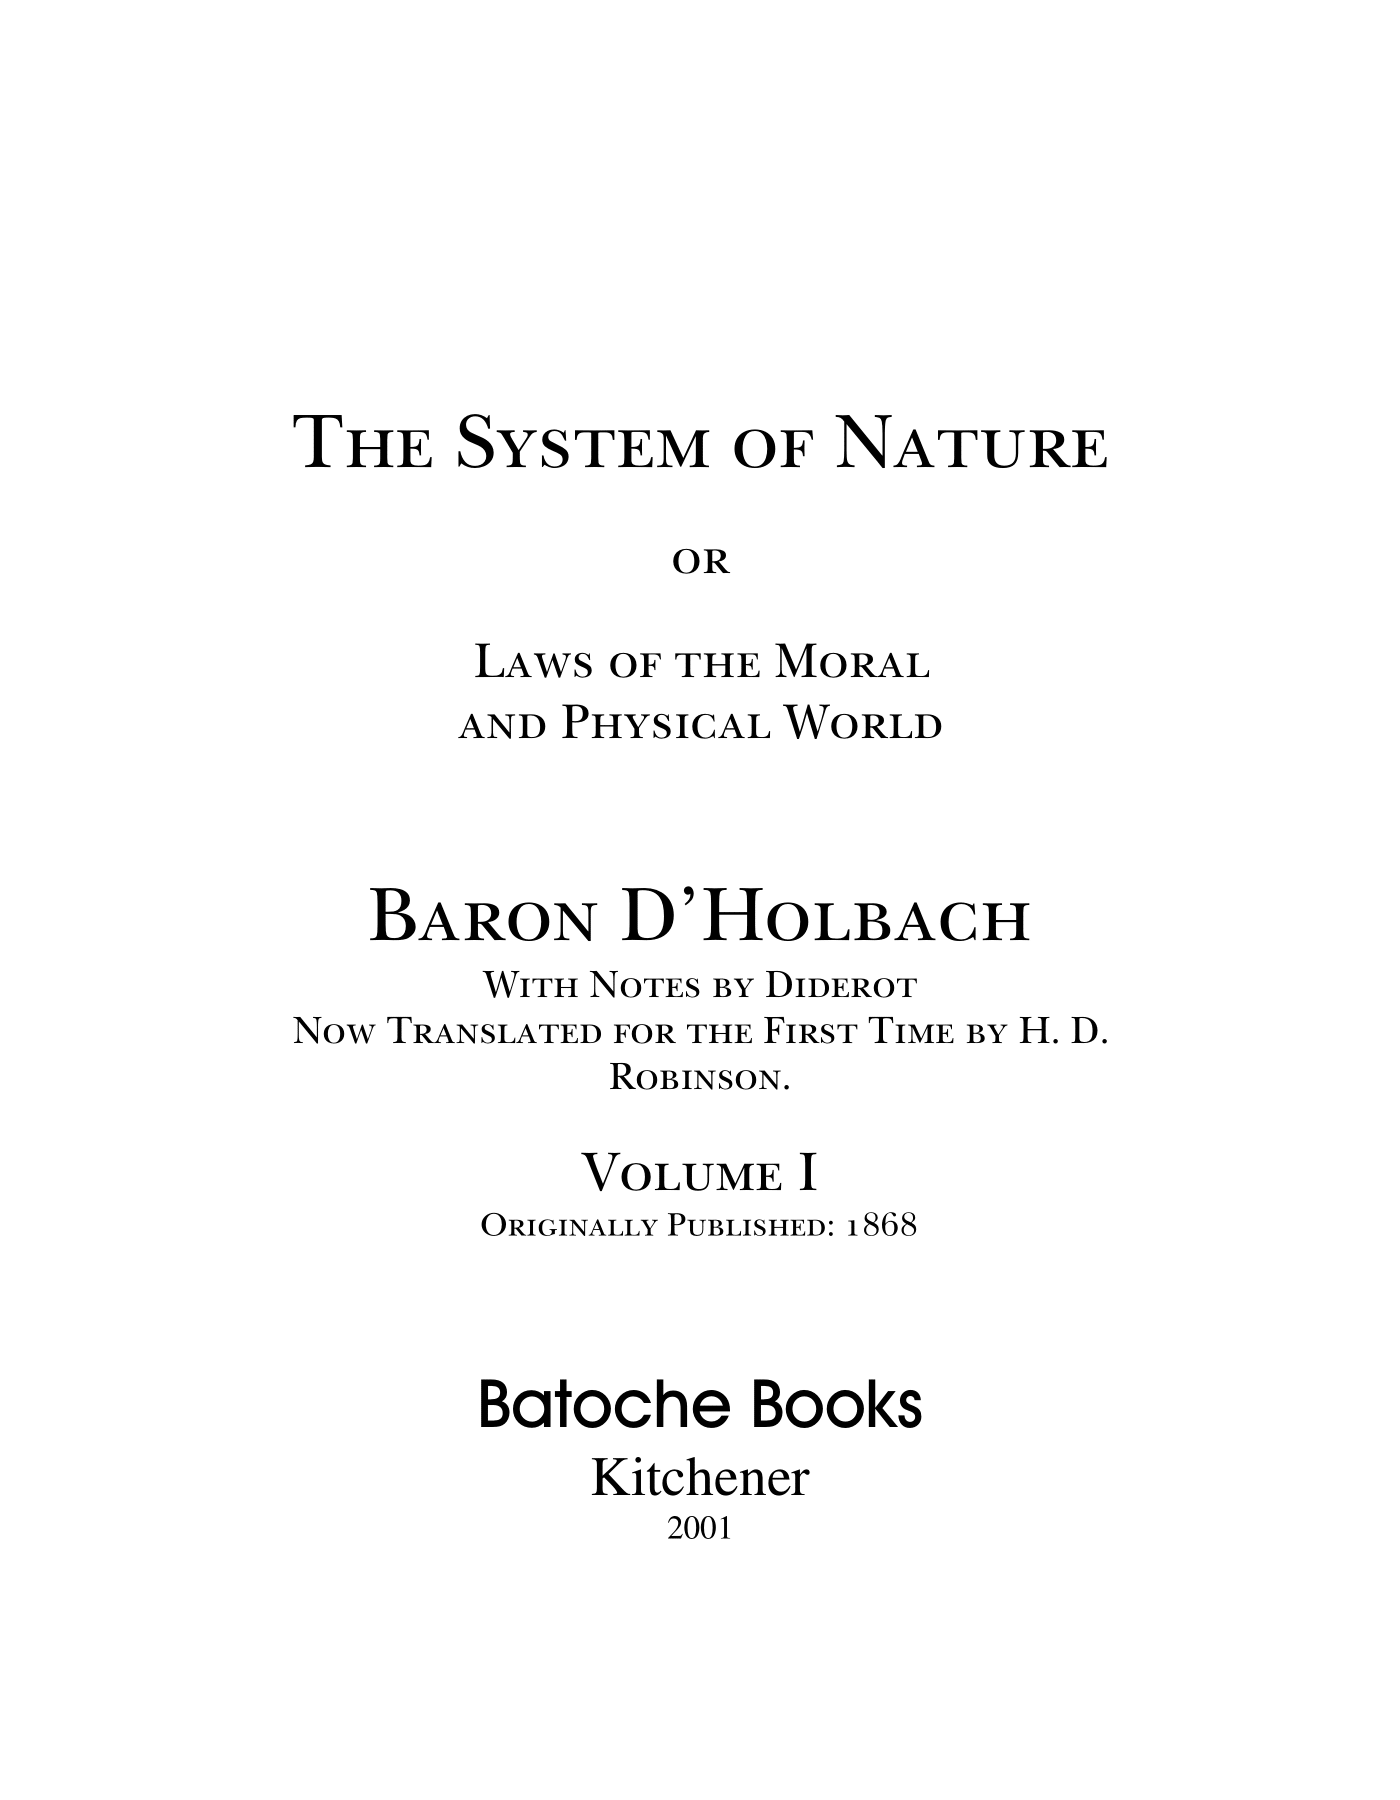 The System of Nature
or
Laws of the Moral
and Physical World
Baron D’Holbach
With Notes by Diderot
Now Translated for the First Time by H. D.
Robinson.
Volume I
Originally Published: 1868
Batoche Books
Kitchener
2001